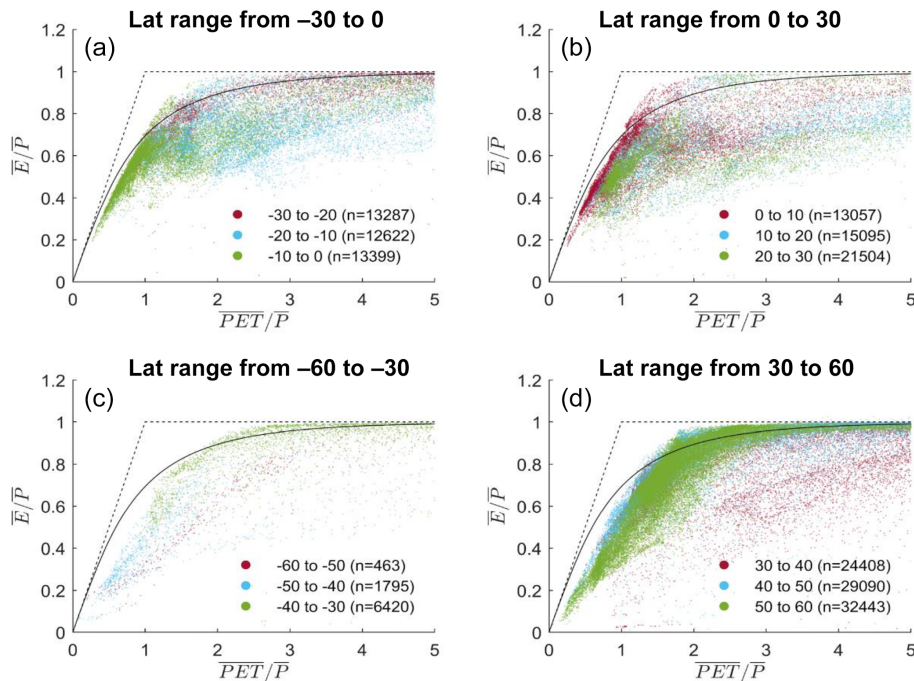 Lat range from –30 to 0
(a)
1.2
1
0.8
0.6
0.4
0.2
0
E/P
-30 to -20 (n=13287)
-20 to -10 (n=12622)
-10 to 0 (n=13399)
0 1 2 3 4 5
PET/P
Lat range from 0 to 30
(b)
1.2
1
0.8
0.6
0.4
0.2
0
E/P
0 to 10 (n=13057)
10 to 20 (n=15095)
20 to 30 (n=21504)
0 1 2 3 4 5
PET/P
Lat range from –60 to –30
(c)
1.2
1
0.8
0.6
0.4
0.2
0
E/P
-60 to -50 (n=463)
-50 to -40 (n=1795)
-40 to -30 (n=6420)
0 1 2 3 4 5
PET/P
Lat range from 30 to 60
(d)
1.2
1
0.8
0.6
0.4
0.2
0
E/P
30 to 40 (n=24408)
40 to 50 (n=29090)
50 to 60 (n=32443)
0 1 2 3 4 5
PET/P